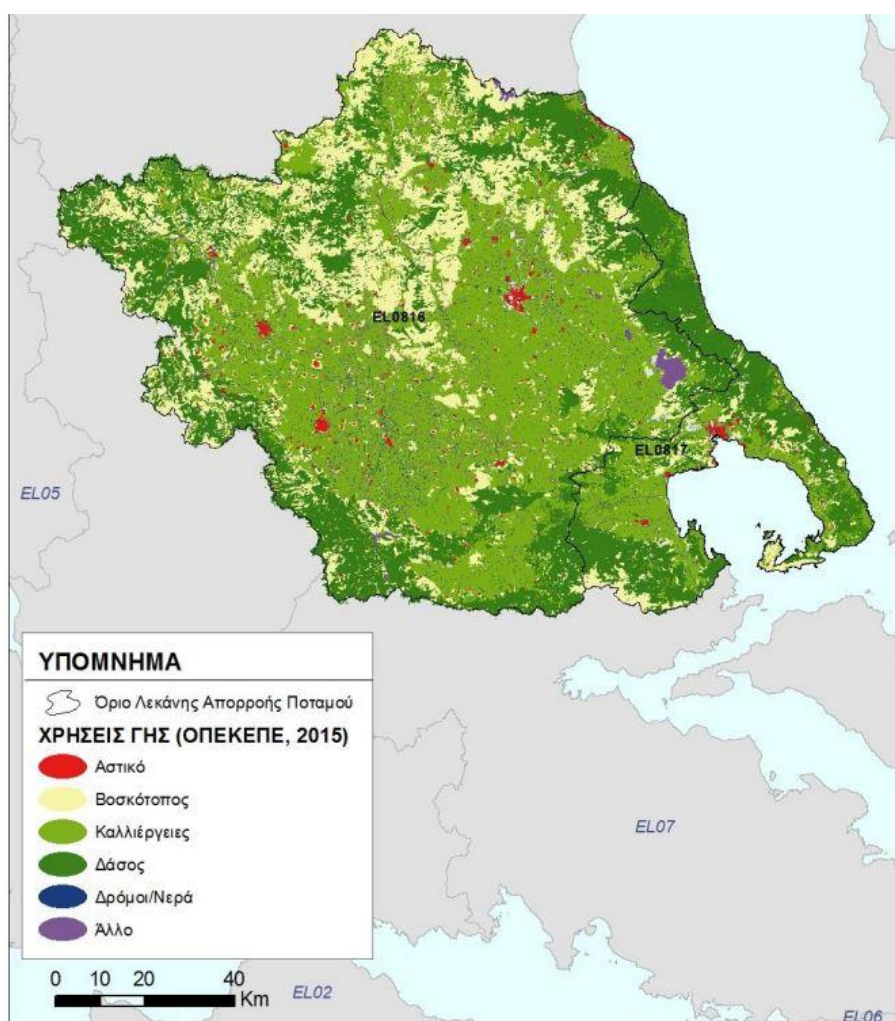 EL0816
EL0817
EL05
ΥΠΟΜΝΗΜΑ
Όριο Λεκάνης Απορροής Ποταμού
ΧΡΗΣΕΙΣ ΓΗΣ (ΟΠΕΚΕΠΕ, 2015)
Αστικό
Βοσκότοπος
Καλλιέργειες
Δάσος
Δρόμοι/Νερά
Άλλο
EL07
0 10 20 40
Km
EL02
EL06